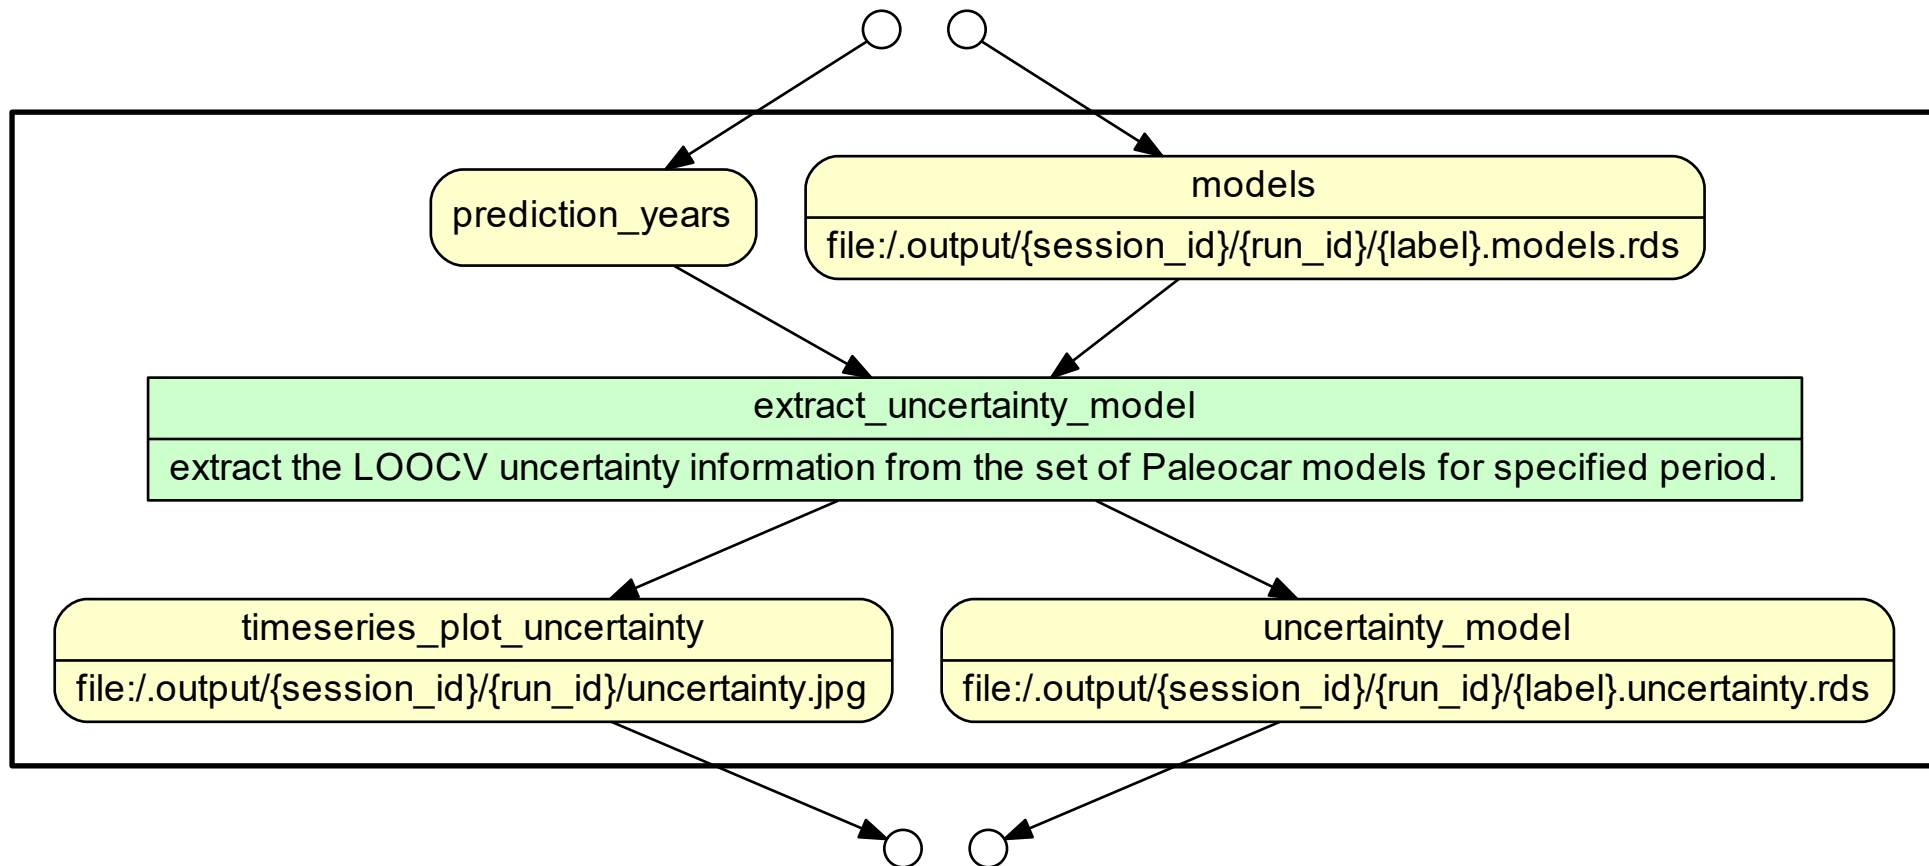 prediction_years
models
file:/.output/{session_id}/{run_id}/{label}.models.rds
extract_uncertainty_model
extract the LOOCV uncertainty information from the set of Paleocar models for specified period.
timeseries_plot_uncertainty
file:/.output/{session_id}/{run_id}/uncertainty.jpg
uncertainty_model
file:/.output/{session_id}/{run_id}/{label}.uncertainty.rds